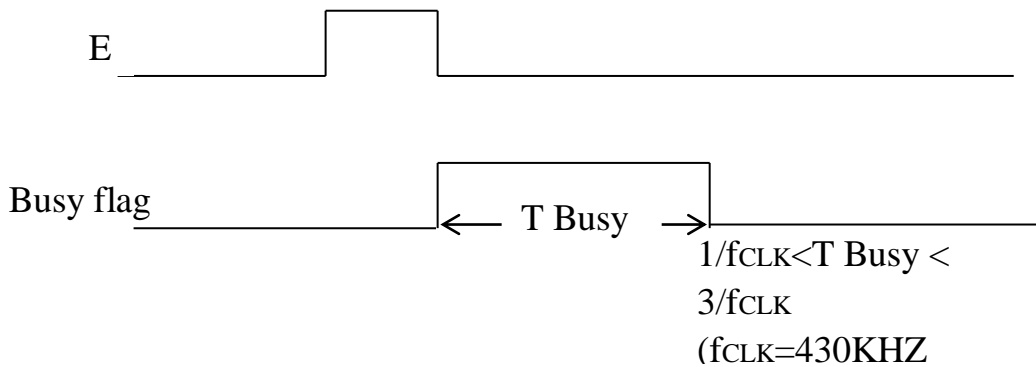 E
Busy flag
T Busy
1/fCLK<T Busy <
3/fCLK
(fCLK=430KHZ